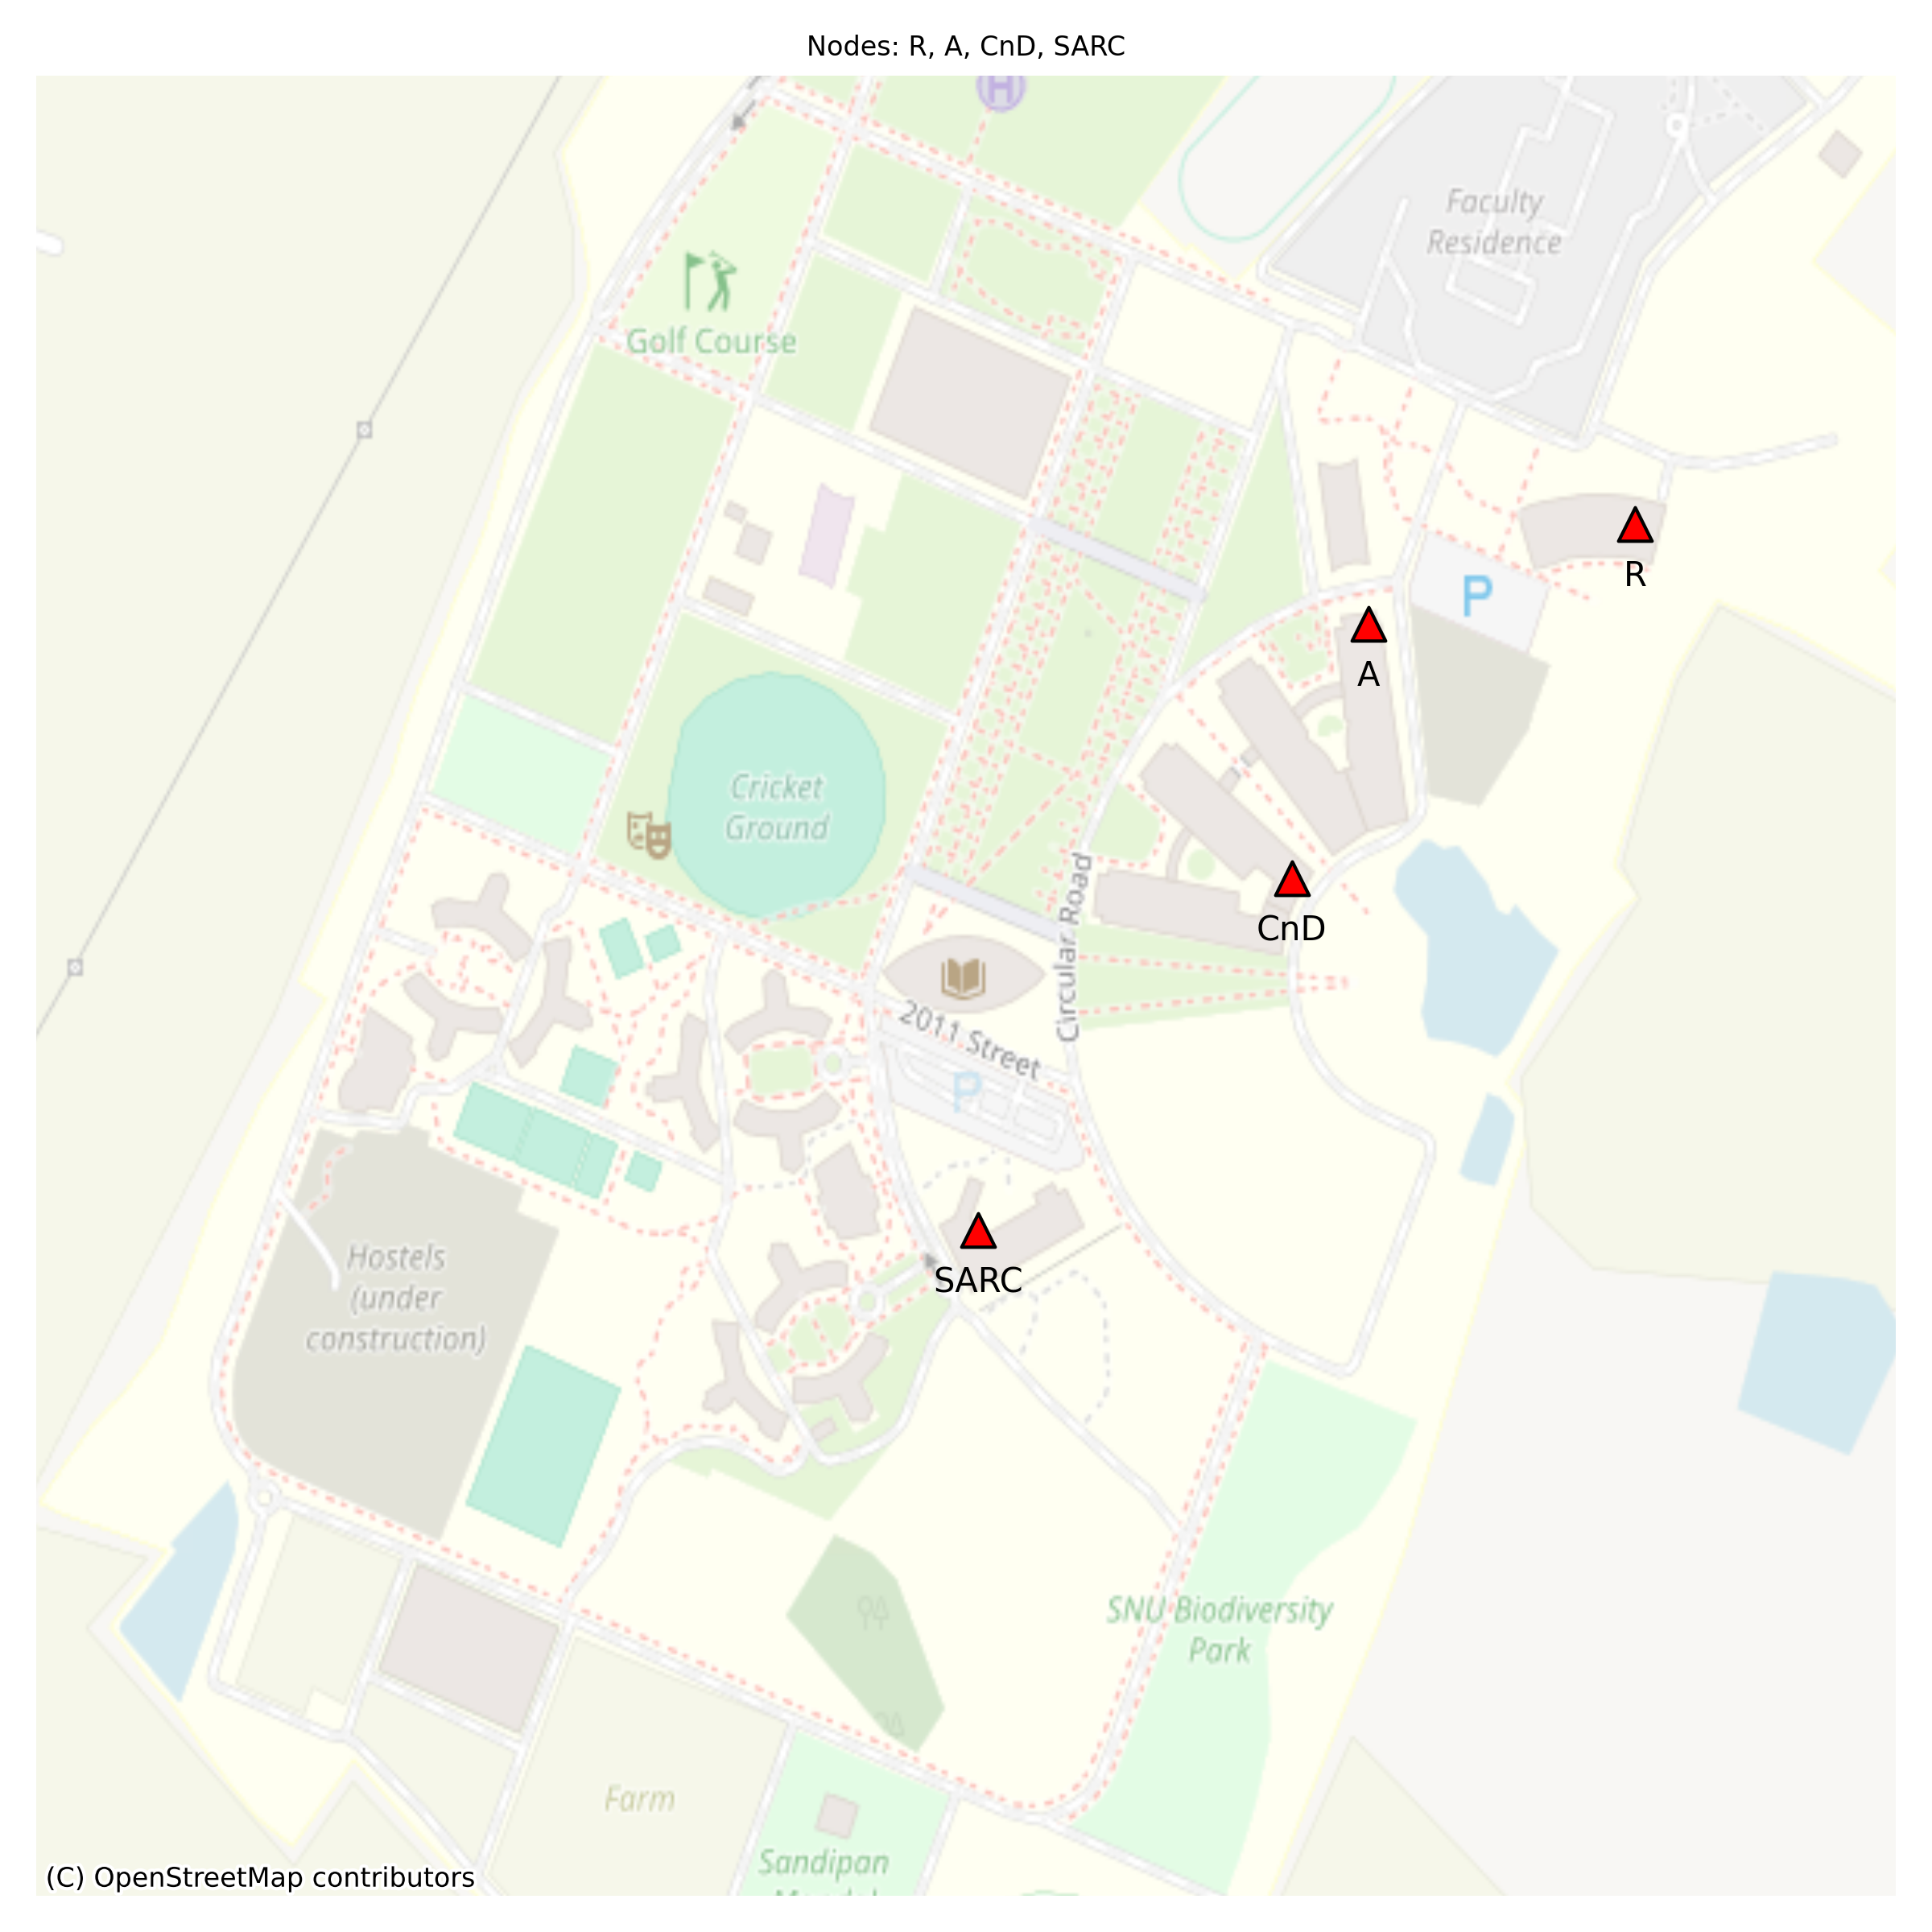 Nodes: R, A, CnD, SARC
H
Faculty
Residence
Golf Course
R
P
A
Cricket
Ground
CnD
Circular Road
2011 Street
P
SARC
Hostels
(under
construction)
SNU Biodiversity
Park
Farm
Sandipan
(C) OpenStreetMap contributors